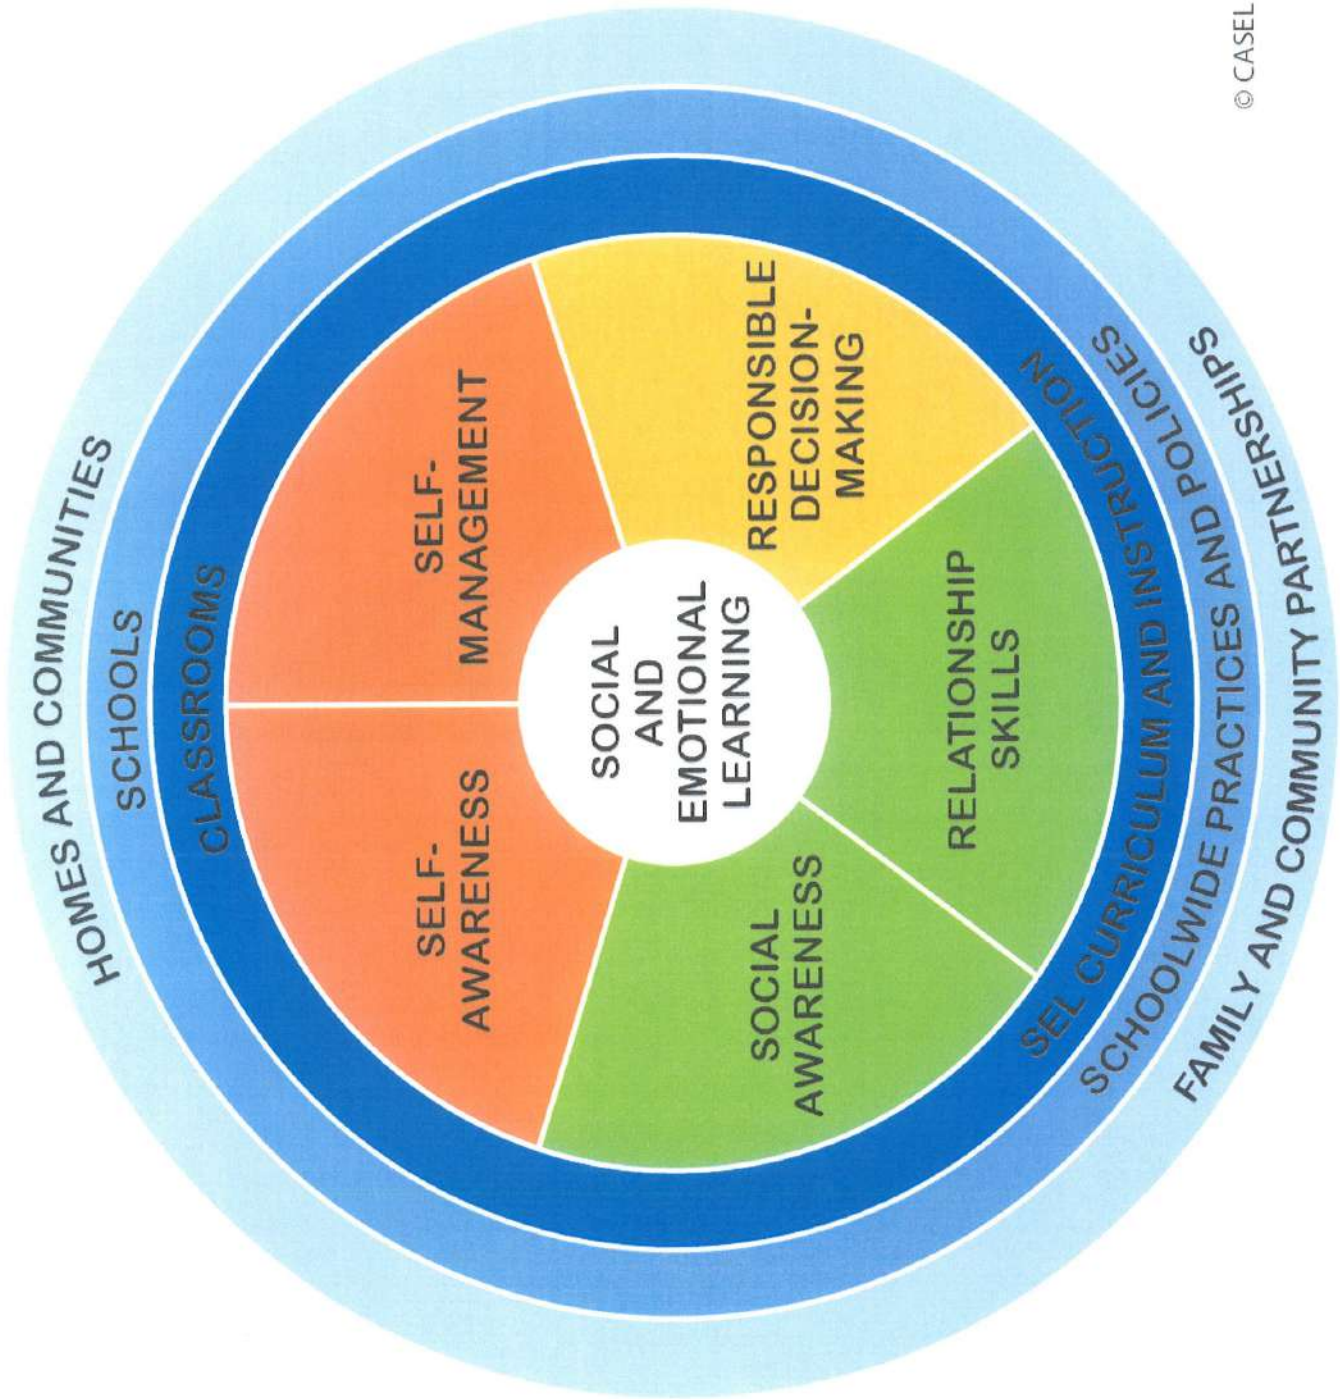 HOMES AND COMMUNITIES
SCHOOLS
CLASSROOMS
SELF-
AWARENESS
SELF-
MANAGEMENT
SOCIAL
AND
EMOTIONAL
LEARNING
SOCIAL
AWARENESS
RESPONSIBLE
DECISION-
MAKING
RELATIONSHIP
SKILLS
SEL CURRICULUM AND INSTRUCTION
SCHOOLWIDE PRACTICES AND POLICIES
FAMILY AND COMMUNITY PARTNERSHIPS
© CASEL